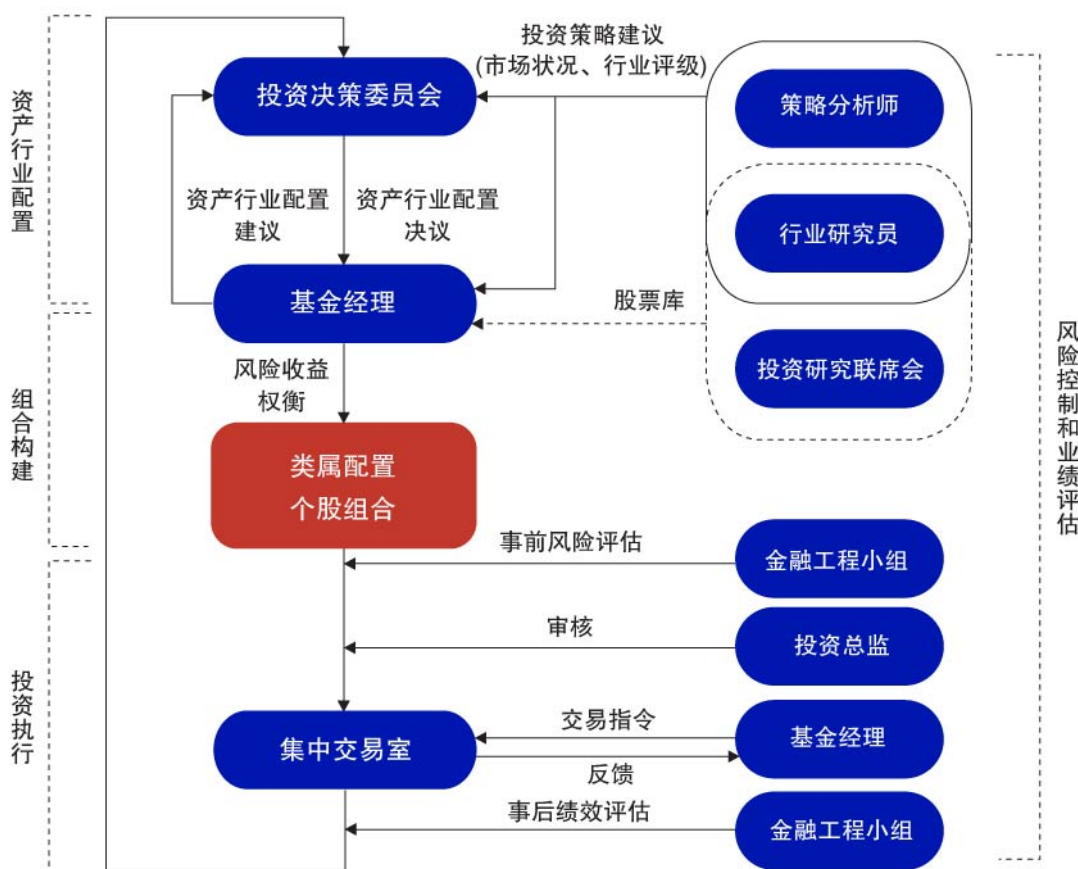 投资策略建议
(市场状况、行业评级)
投资决策委员会
策略分析师
资产行业配置
资产行业配置
建议
资产行业配置
决议
行业研究员
基金经理
股票库
投资研究联席会
风险收益
权衡
组合构建
类属配置
个股组合
风险控制和业绩评估
事前风险评估
金融工程小组
审核
投资总监
投资执行
集中交易室
交易指令
基金经理
反馈
事后绩效评估
金融工程小组